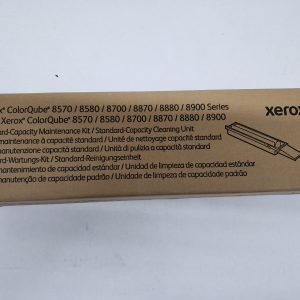 ColorQube® 8570 / 8580 / 8700 / 8870 / 8880 / 8900 Series
Xerox® ColorQube® 8570 / 8580 / 8700 / 8870 / 8880 / 8900
xerox
dard-Capacity Maintenance Kit / Standard-Capacity Cleaning Unit
maintenance à capacité standard / Unité de nettoyage capacité standard
manutenzione capacità standard / Unità di pulizia a capacità standard
ard-Wartungs-Kit / Standard-Reinigungseinheit
Mantenimiento de capacidad estándar / Unidad de limpieza de capacidad estándar
manutenção de capacidade padrão / Unidade de limpeza de capacidade padrão